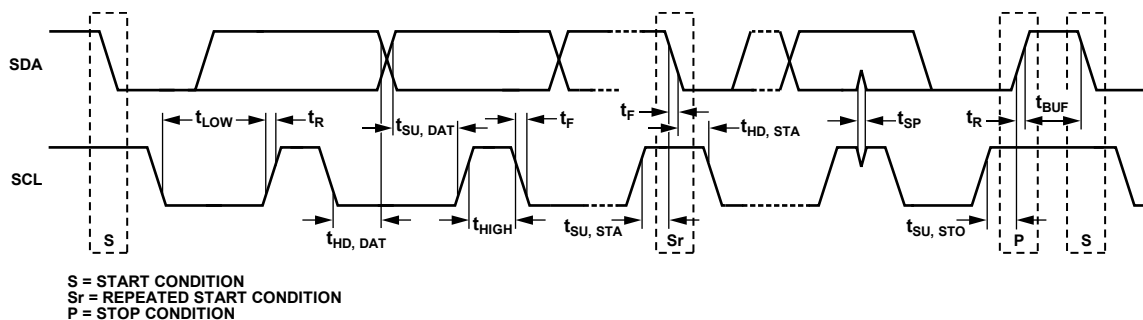 SDA
tLOW
tR
tSU, DAT
tF
tF
tHD, STA
tSP
tR
tBUF
SCL
tHD, DAT
tHIGH
tSU, STA
tSU, STO
S
Sr
P
S
S = START CONDITION
Sr = REPEATED START CONDITION
P = STOP CONDITION